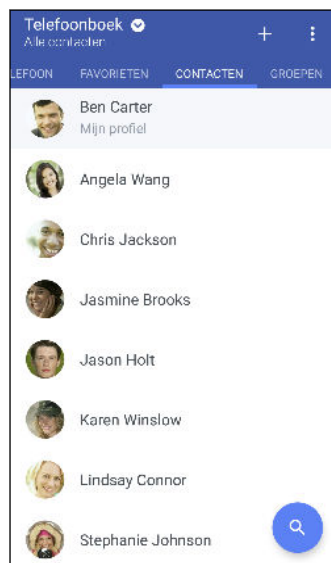 Telefoonboek
Alle contacten
LEFOON FAVORIETEN CONTACTEN GROEPEN
Ben Carter
Mijn profiel
Angela Wang
Chris Jackson
Jasmine Brooks
Jason Holt
Karen Winslow
Lindsay Connor
Stephanie Johnson